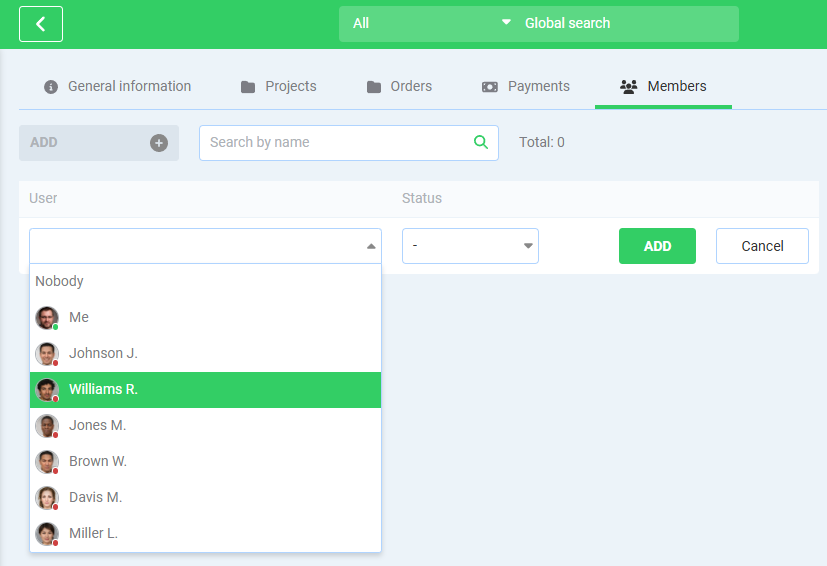 All Global search
General information Projects Orders Payments Members
ADD Search by name Total: 0
User Status
- ADD Cancel
Nobody
Me
Johnson J.
Williams R.
Jones M.
Brown W.
Davis M.
Miller L.